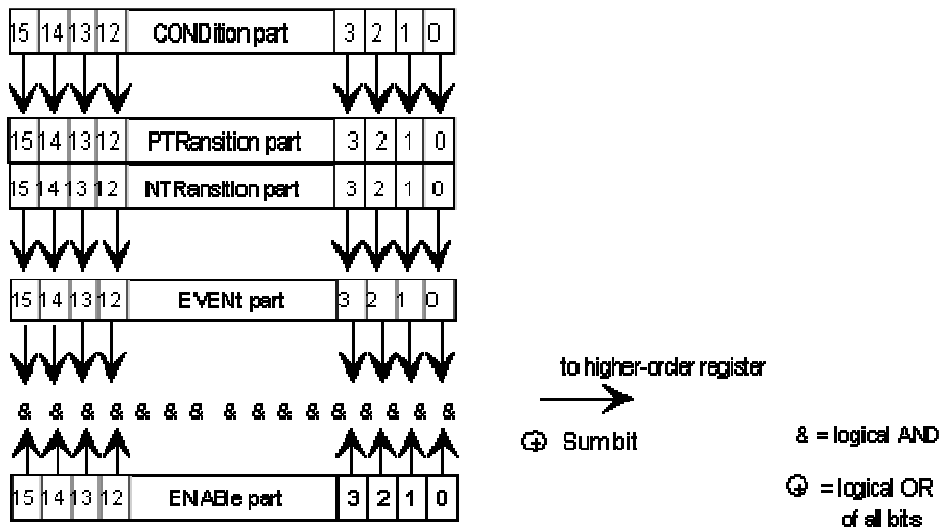 15 14 13 12 CONDition part 3 2 1 0
15 14 13 12 PTRansition part 3 2 1 0
15 14 13 12 NTRansition part 3 2 1 0
15 14 13 12 EVENt part 3 2 1 0
to higher-order register
& & & & & & & & & & & & & & & &
Sumbit
& = logical AND
15 14 13 12 ENABle part 3 2 1 0
= logical OR
of all bits